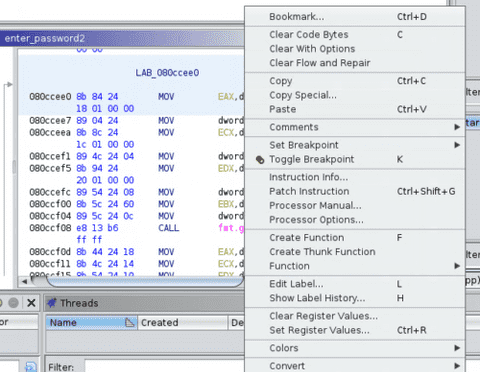 enter_password2
00 00
LAB_080ccee0
080ccee0 8b 84 24 MOV EAX,d
18 01 00 00
080ccee7 89 04 24 MOV dword
080cceea 8b 8c 24 MOV ECX,d
1c 01 00 00
080ccef1 89 4c 24 04 MOV dword
080ccef5 8b 94 24 MOV EDX,d
20 01 00 00
080ccefc 89 54 24 08 MOV dword
080ccf00 8b 5c 24 60 MOV EBX,d
080ccf04 89 5c 24 0c MOV dword
080ccf08 e8 13 b6 CALL fmt.g
ff ff
080ccf0d 8b 44 24 18 MOV EAX,d
080ccf11 8b 4c 24 14 MOV ECX,d
080ccf15 8b 54 24 10 MOV EDX,d
Bookmark... Ctrl+D
Clear Code Bytes C
Clear With Options
Clear Flow and Repair
Copy Ctrl+C
Copy Special...
Paste Ctrl+V
Comments
Set Breakpoint
Toggle Breakpoint K
Instruction Info...
Patch Instruction Ctrl+Shift+G
Processor Manual...
Processor Options...
Create Function F
Create Thunk Function
Function
Edit Label... L
Show Label History... H
Clear Register Values...
Set Register Values... Ctrl+R
Colors
Convert
Threads
Name Created De
Filter: